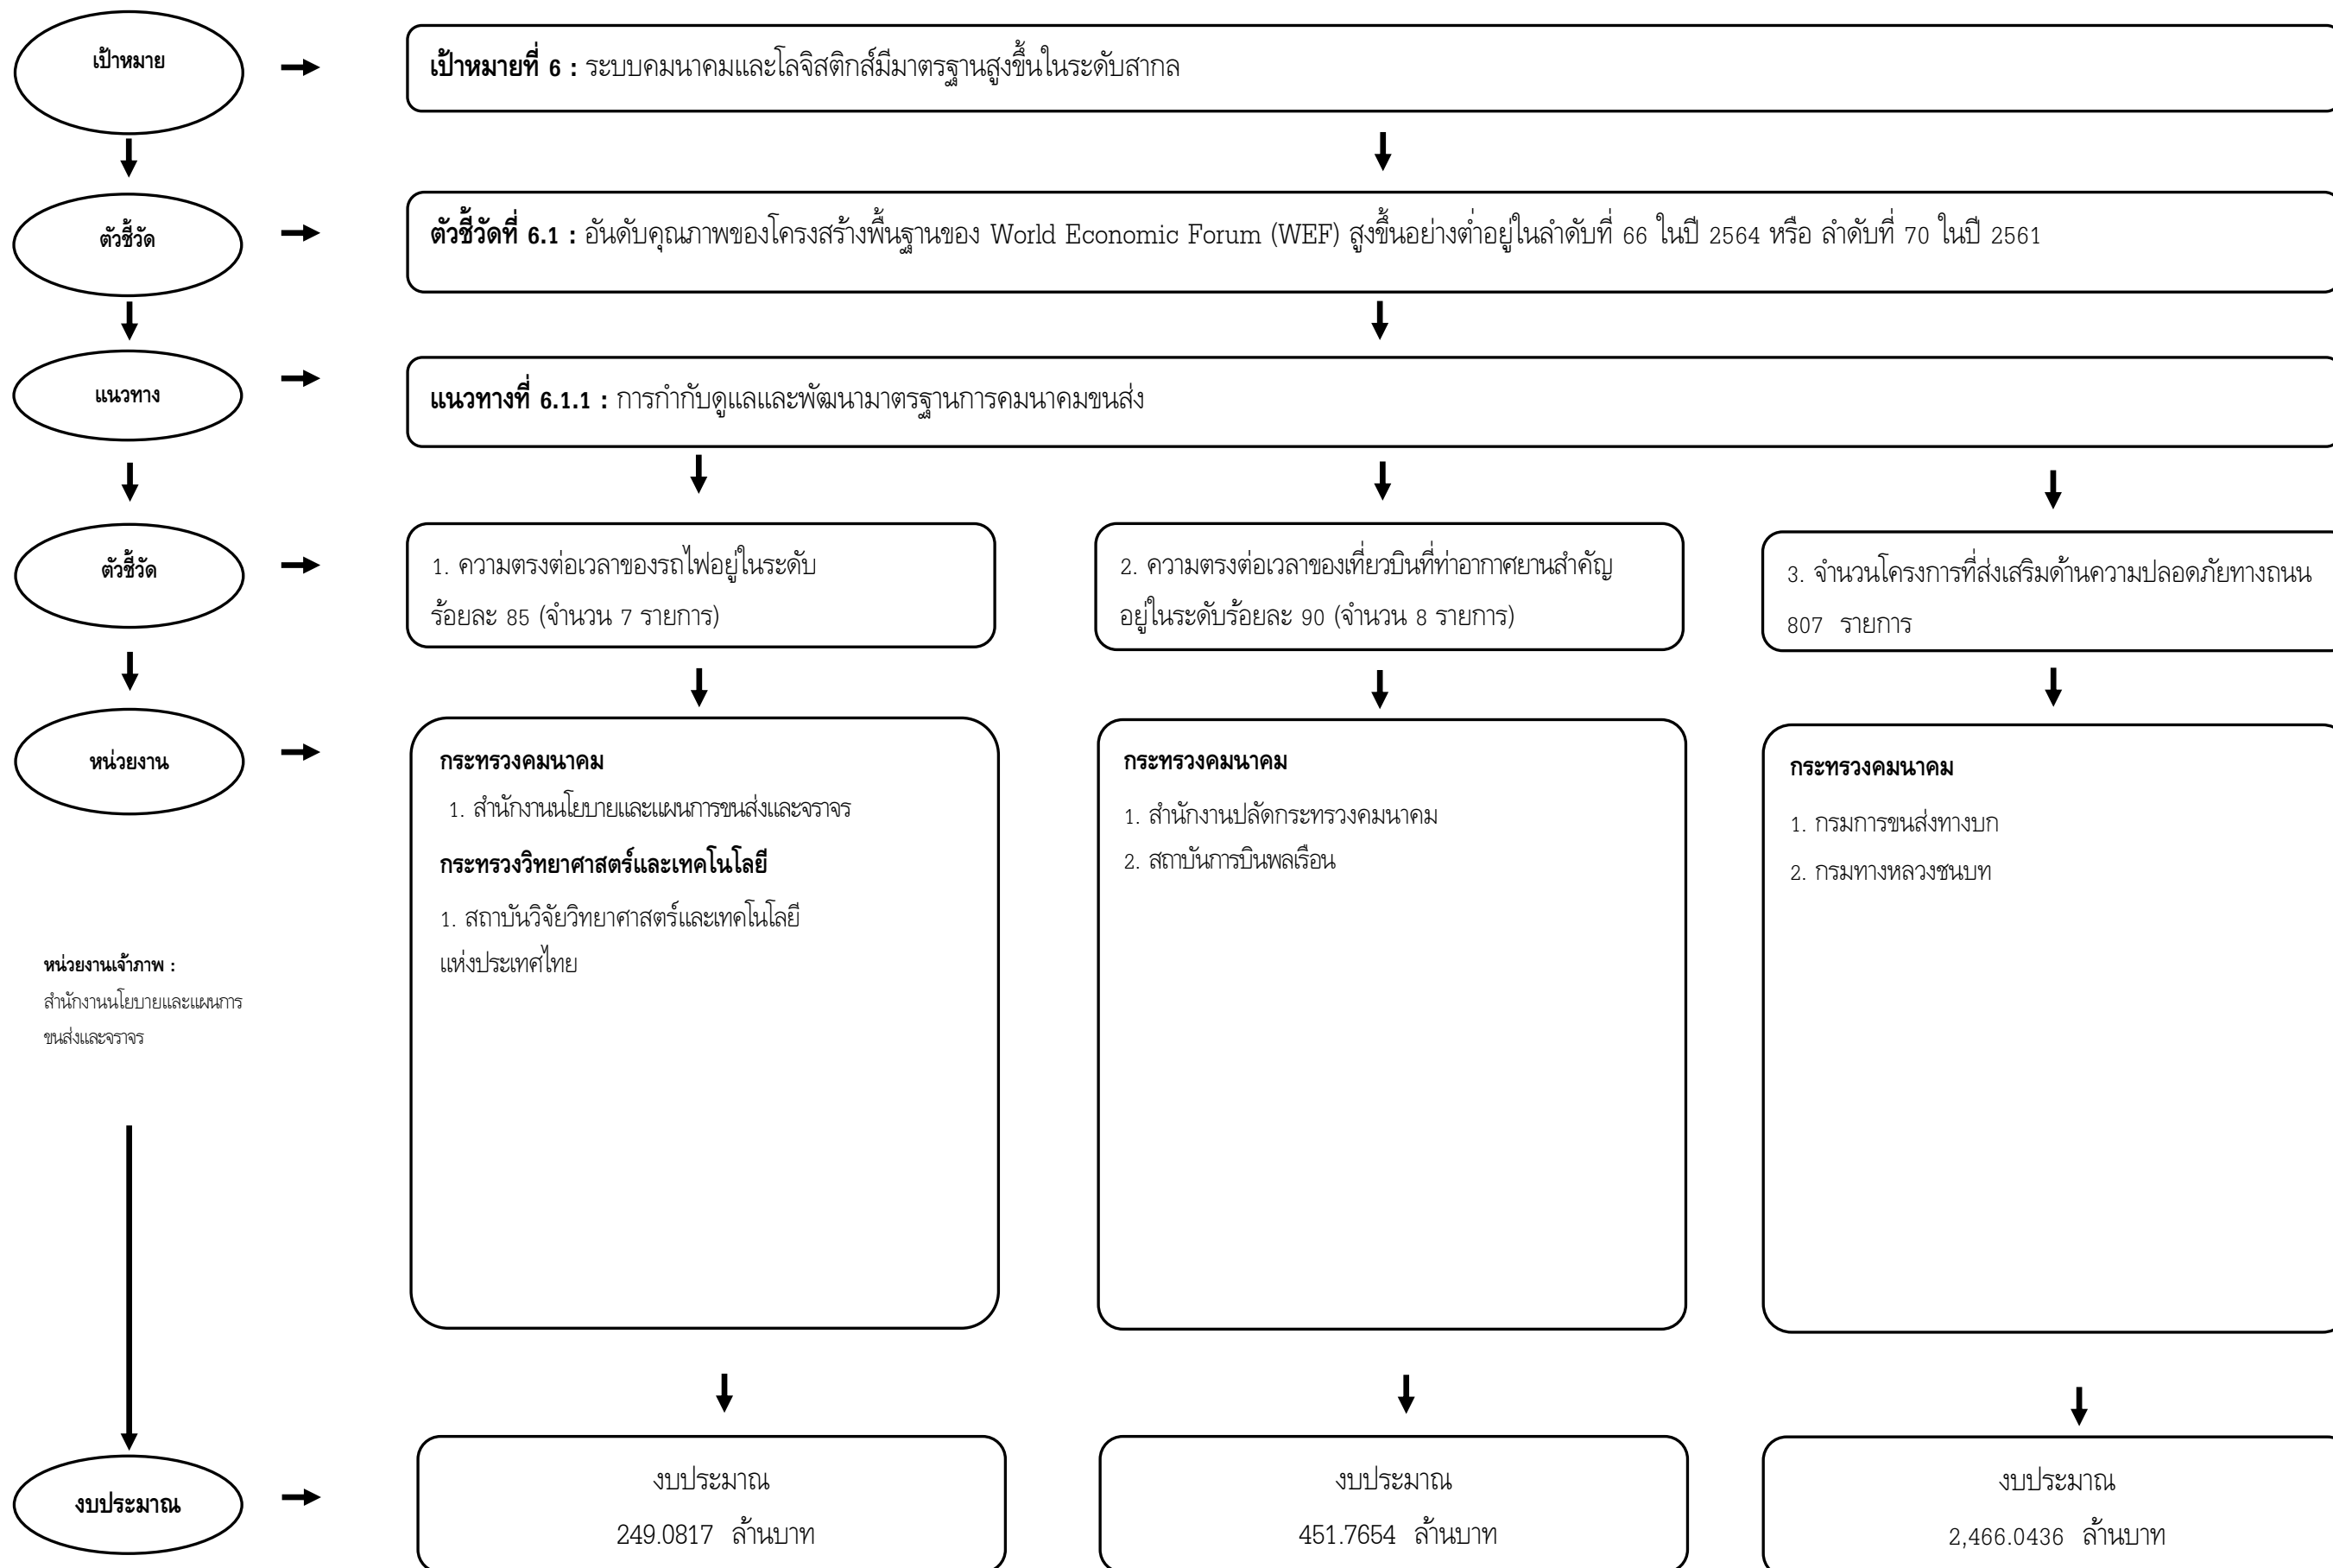 เป้าหมาย
เป้าหมายที่ 6 : ระบบคมนาคมและโลจิสติกส์มีมาตรฐานสูงขึ้นในระดับสากล
ตัวชี้วัด
ตัวชี้วัดที่ 6.1 : อันดับคุณภาพของโครงสร้างพื้นฐานของ World Economic Forum (WEF) สูงขึ้นอย่างต่ำอยู่ในลำดับที่ 66 ในปี 2564 หรือ ลำดับที่ 70 ในปี 2561
แนวทาง
แนวทางที่ 6.1.1 : การกำกับดูแลและพัฒนามาตรฐานการคมนาคมขนส่ง
ตัวชี้วัด
1. ความตรงต่อเวลาของรถไฟอยู่ในระดับ
ร้อยละ 85 (จำนวน 7 รายการ)
2. ความตรงต่อเวลาของเที่ยวบินที่ท่าอากาศยานสำคัญ
อยู่ในระดับร้อยละ 90 (จำนวน 8 รายการ)
3. จำนวนโครงการที่ส่งเสริมด้านความปลอดภัยทางถนน
807 รายการ
หน่วยงาน
กระทรวงคมนาคม
1. สำนักงานนโยบายและแผนการขนส่งและจราจร
กระทรวงวิทยาศาสตร์และเทคโนโลยี
1. สถาบันวิจัยวิทยาศาสตร์และเทคโนโลยี
แห่งประเทศไทย
กระทรวงคมนาคม
1. สำนักงานปลัดกระทรวงคมนาคม
2. สถาบันการบินพลเรือน
กระทรวงคมนาคม
1. กรมการขนส่งทางบก
2. กรมทางหลวงชนบท
หน่วยงานเจ้าภาพ :
สำนักงานนโยบายและแผนการ
ขนส่งและจราจร
งบประมาณ
งบประมาณ
249.0817 ล้านบาท
งบประมาณ
451.7654 ล้านบาท
งบประมาณ
2,466.0436 ล้านบาท